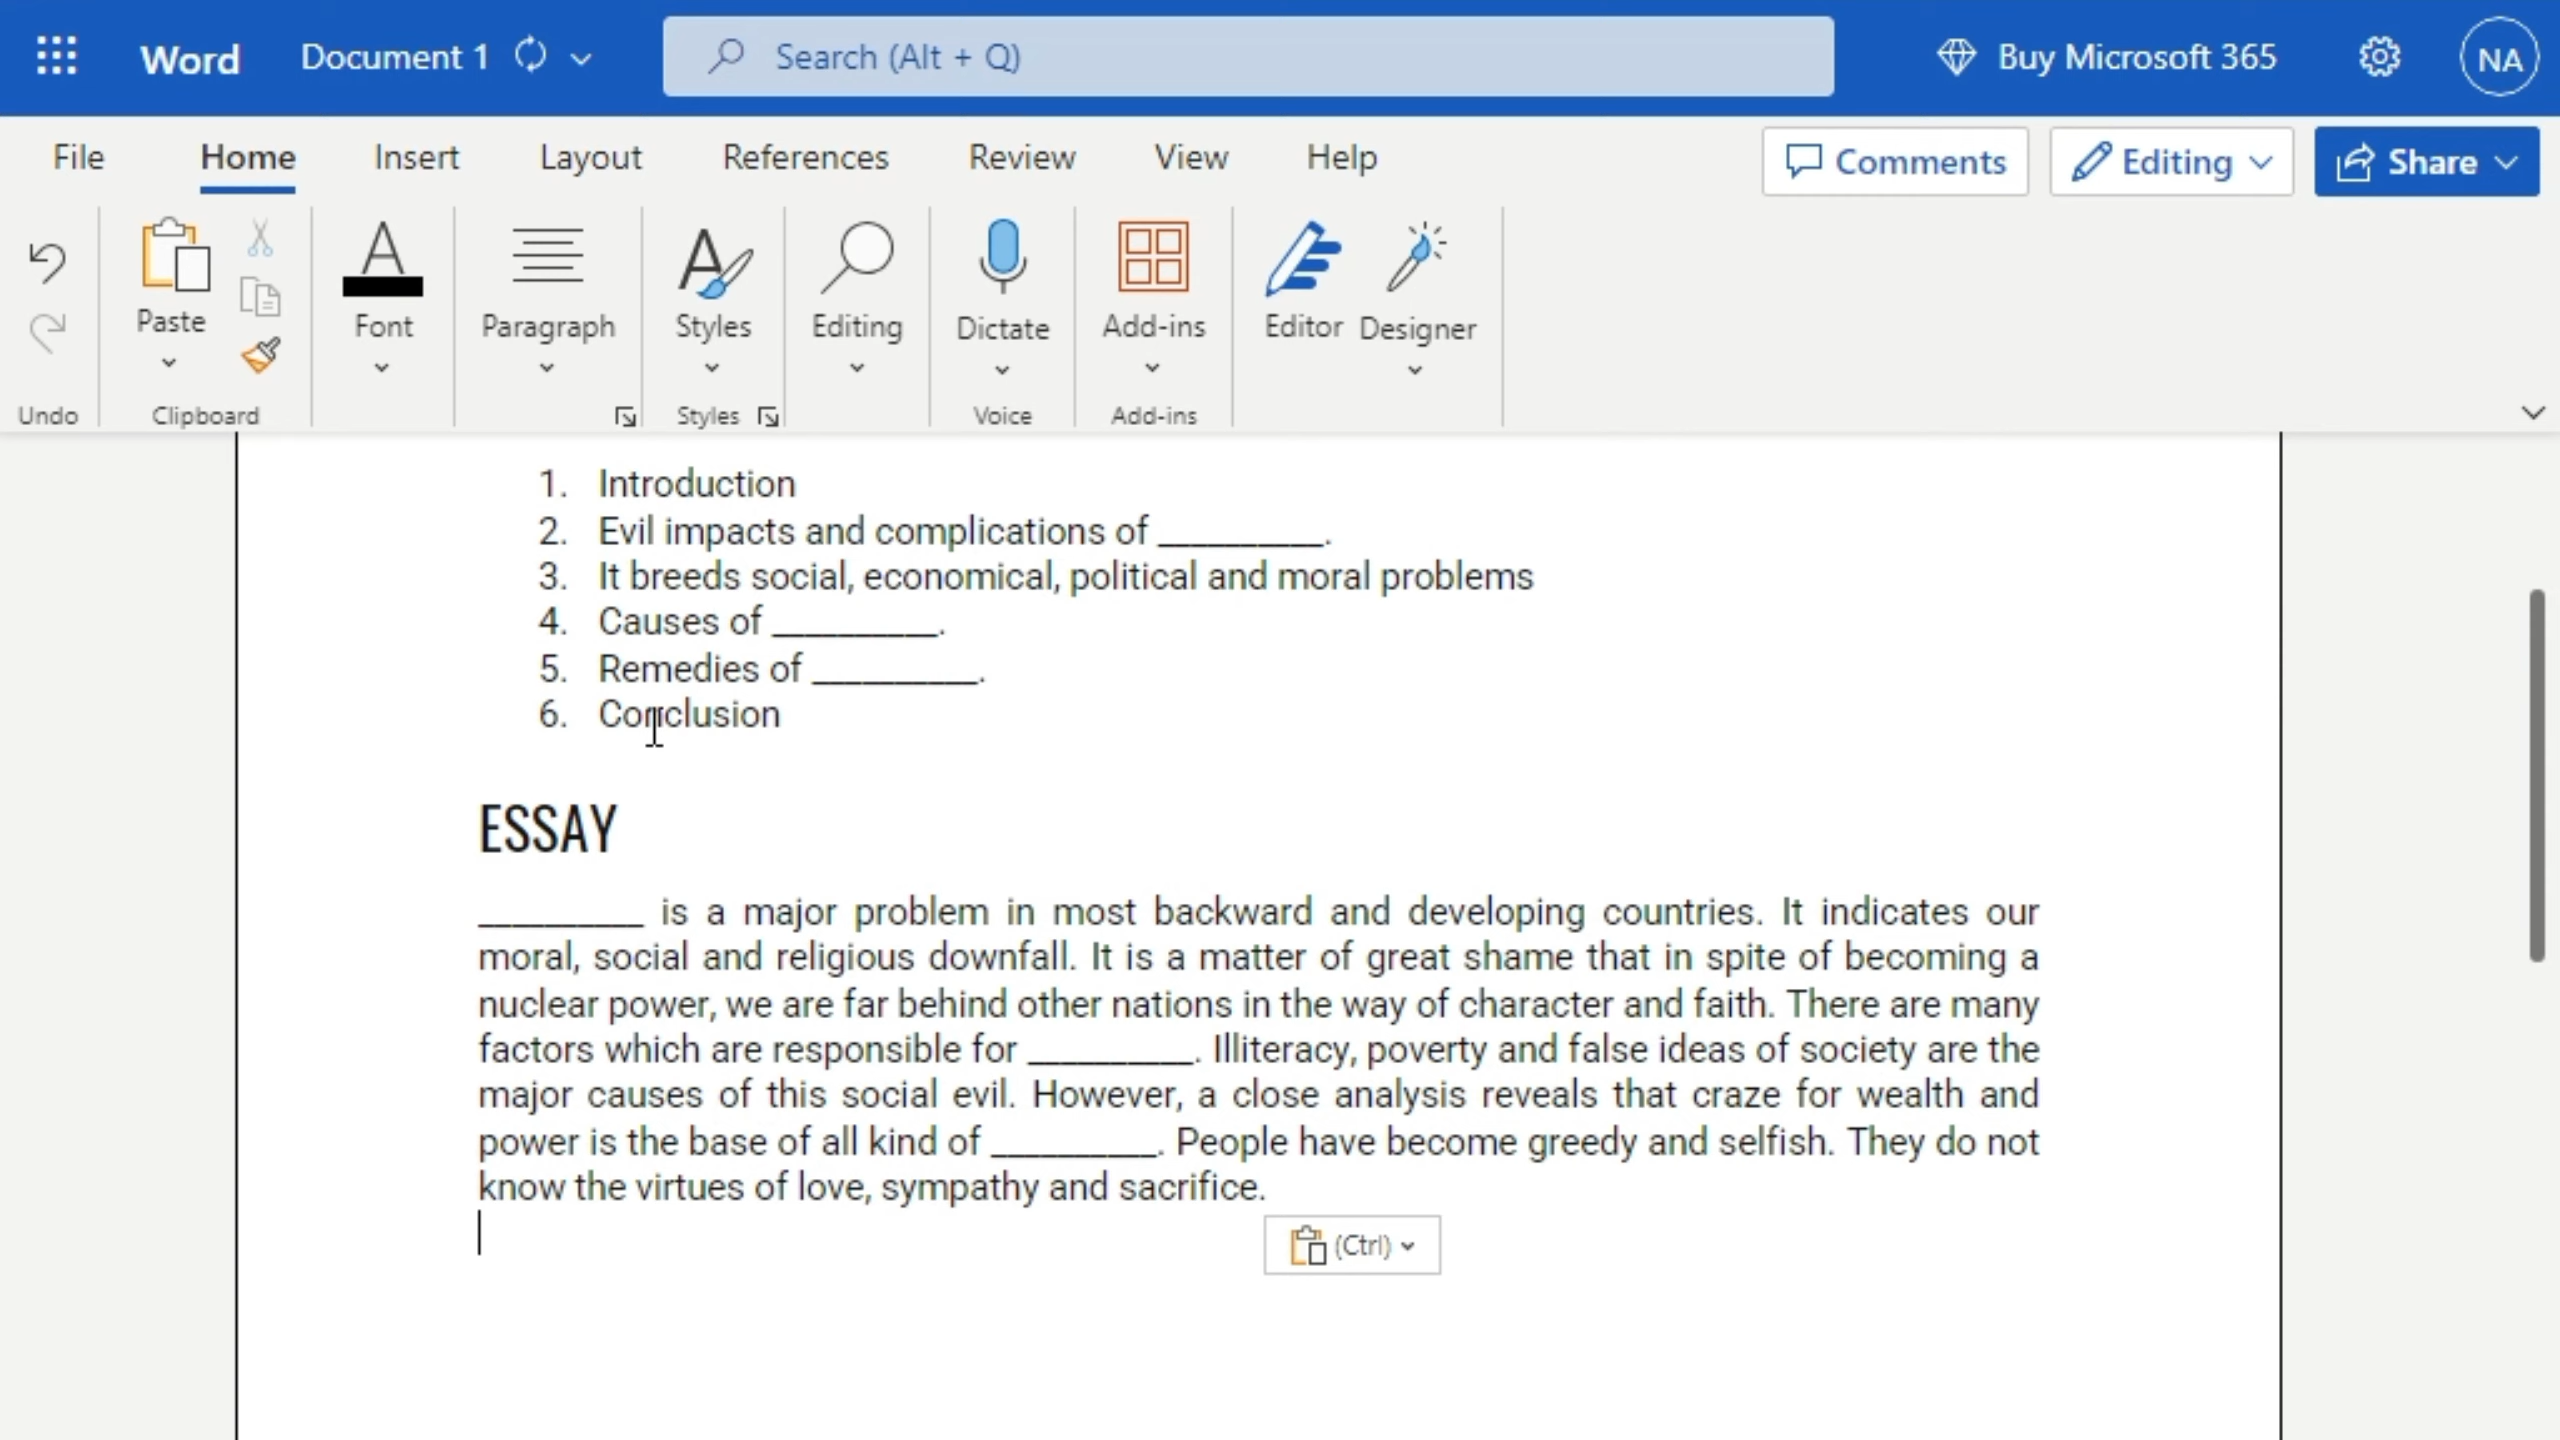 Word Document 1 Search (Alt + Q) Buy Microsoft 365 NA
File Home Insert Layout References Review View Help Comments Editing Share
Paste Font Paragraph Styles Editing Dictate Add-ins Editor Designer
Undo Clipboard Styles Voice Add-ins
1. Introduction
2. Evil impacts and complications of __________.
3. It breeds social, economical, political and moral problems
4. Causes of __________.
5. Remedies of __________.
6. Conclusion
ESSAY
__________ is a major problem in most backward and developing countries. It indicates our
moral, social and religious downfall. It is a matter of great shame that in spite of becoming a
nuclear power, we are far behind other nations in the way of character and faith. There are many
factors which are responsible for __________. Illiteracy, poverty and false ideas of society are the
major causes of this social evil. However, a close analysis reveals that craze for wealth and
power is the base of all kind of __________. People have become greedy and selfish. They do not
know the virtues of love, sympathy and sacrifice.
(Ctrl)